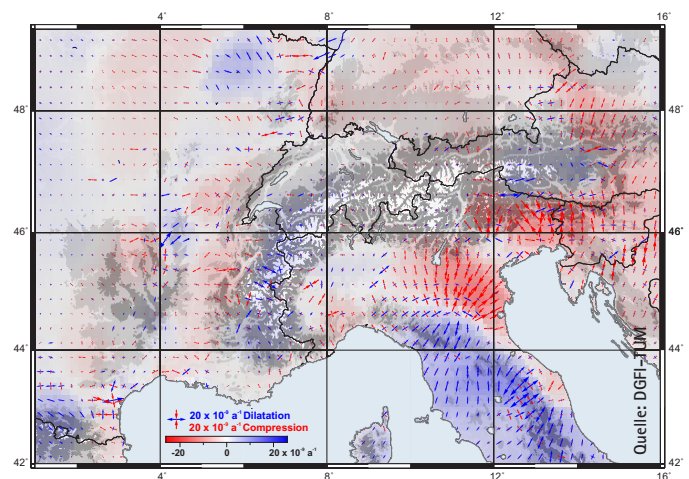 4˚ 8˚ 12˚ 16˚
48˚ 48˚
46˚ 46˚
44˚ 44˚
20 x 10⁻⁹ a⁻¹ Dilatation
20 x 10⁻⁹ a⁻¹ Compression
-20 0 20 x 10⁻⁹ a⁻¹
Quelle: DGFI-TUM
42˚ 42˚
4˚ 8˚ 12˚ 16˚